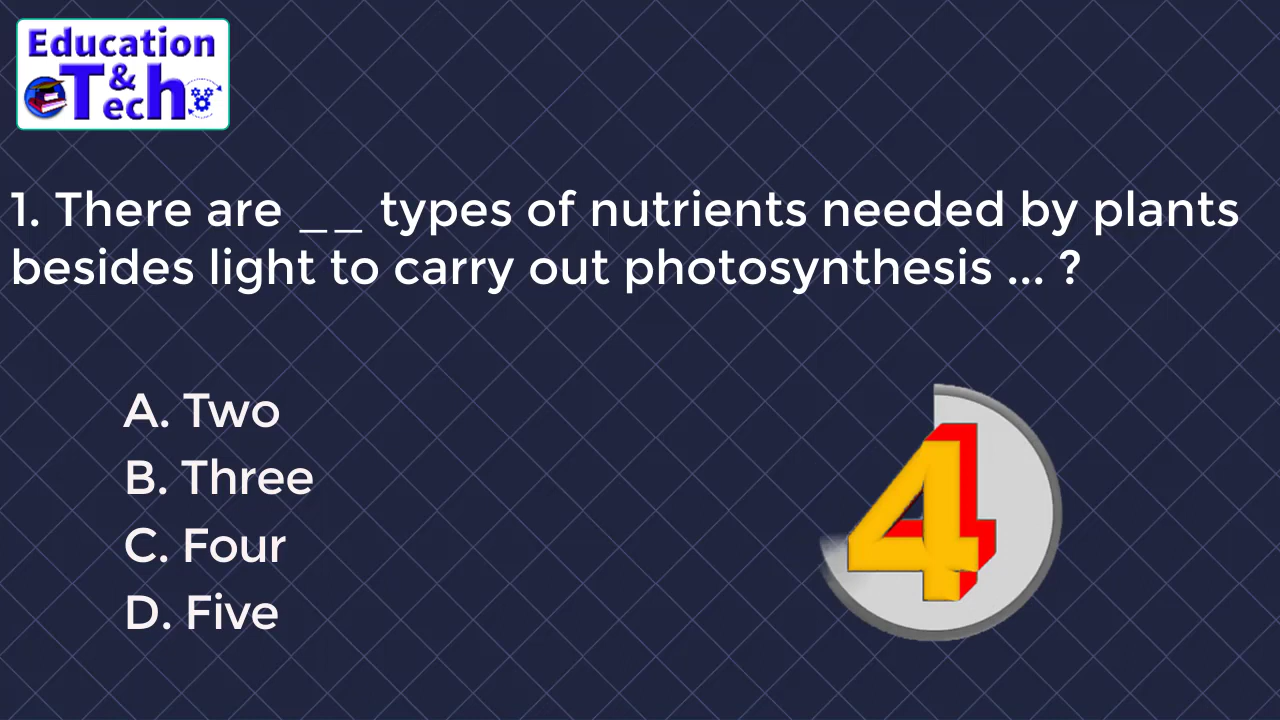 Education
&
Tech
1. There are __ types of nutrients needed by plants
besides light to carry out photosynthesis ... ?
A. Two
B. Three
C. Four
D. Five
4